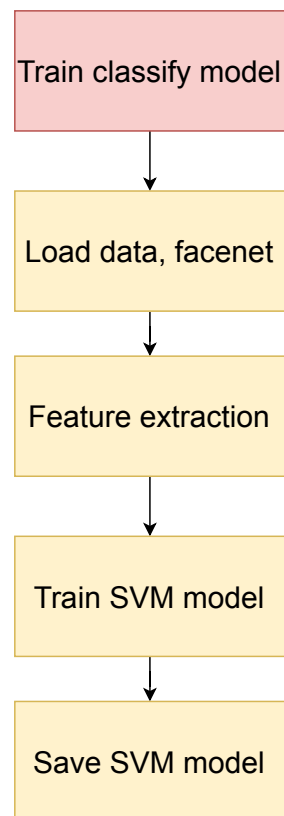 Train classify model
Load data, facenet
Feature extraction
Train SVM model
Save SVM model